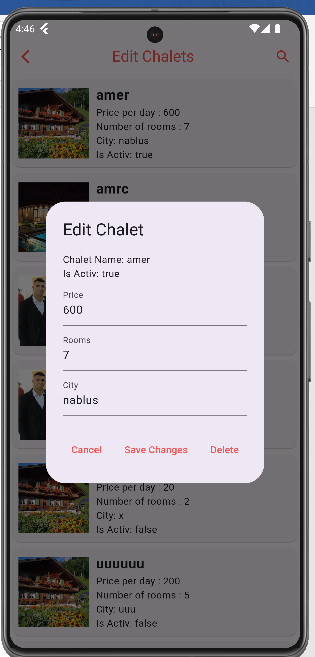 4:46
Edit Chalets
amer
Price per day : 600
Number of rooms : 7
City: nablus
Is Activ: true
amrc
Edit Chalet
Chalet Name: amer
Is Activ: true
Price
600
Rooms
7
City
nablus
Cancel Save Changes Delete
Price per day : 20
Number of rooms : 2
City: x
Is Activ: false
uuuuuu
Price per day : 200
Number of rooms : 5
City: uuu
Is Activ: false